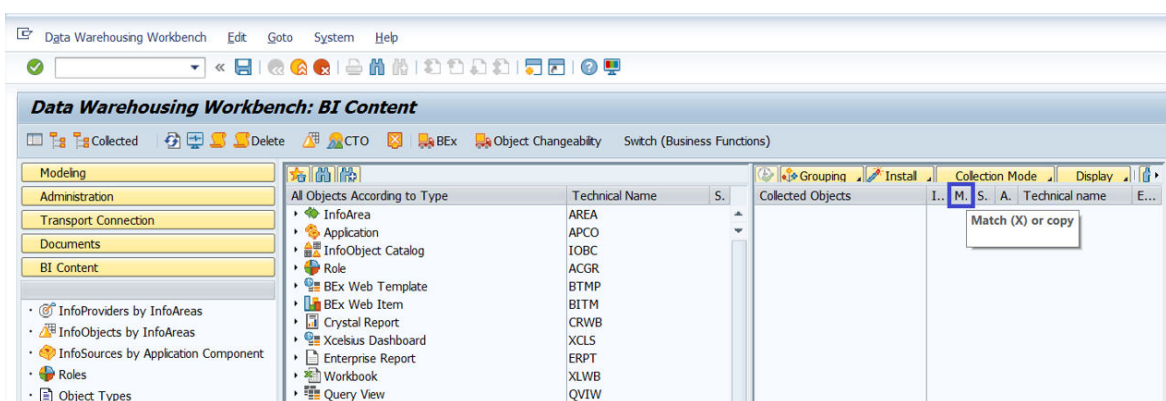 Data Warehousing Workbench Edit Goto System Help
Data Warehousing Workbench: BI Content
Collected Delete CTO BEx Object Changeability Switch (Business Functions)
Modeling
Administration
Transport Connection
Documents
BI Content
InfoProviders by InfoAreas
InfoObjects by InfoAreas
InfoSources by Application Component
Roles
Object Types
All Objects According to Type Technical Name S.
InfoArea AREA
Application APCO
InfoObject Catalog IOBC
Role ACGR
BEx Web Template BTMP
BEx Web Item BITM
Crystal Report CRWB
Xcelsius Dashboard XCLS
Enterprise Report ERPT
Workbook XLWB
Query View QVIW
Grouping Install Collection Mode Display
Collected Objects I.. M. S. A. Technical name E...
Match (X) or copy